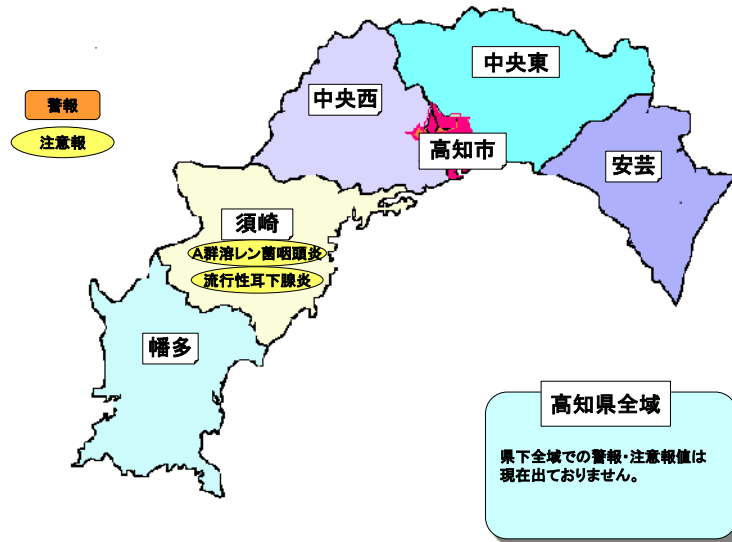 警報
注意報
中央東
中央西
高知市
安芸
須崎
A群溶レン菌咽頭炎
流行性耳下腺炎
幡多
高知県全域
県下全域での警報・注意報値は
現在出ておりません。